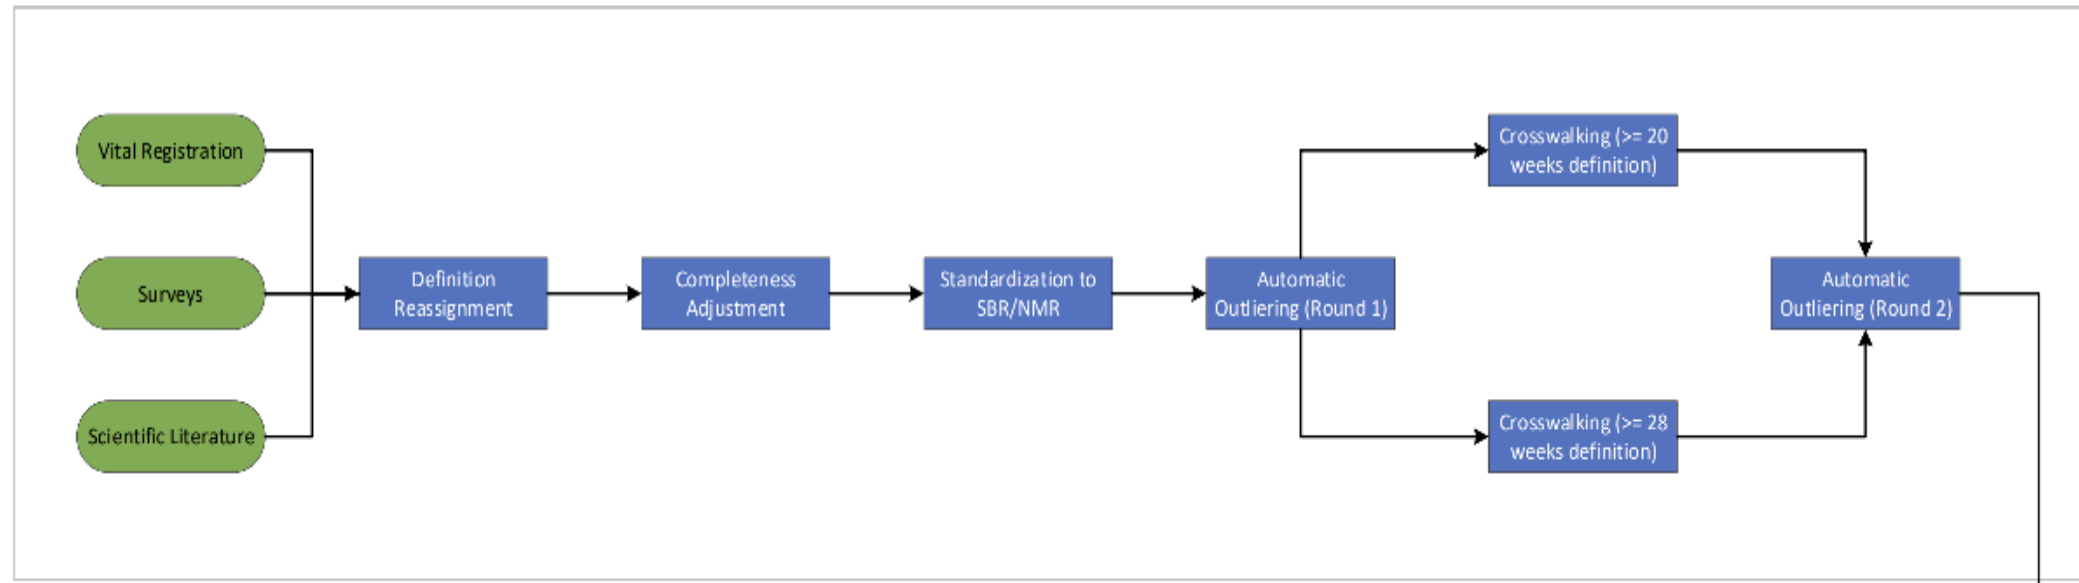 Vital Registration
Surveys
Scientific Literature
Definition
Reassignment
Completeness
Adjustment
Standardization to
SBR/NMR
Automatic
Outliering (Round 1)
Crosswalking (>= 20
weeks definition)
Crosswalking (>= 28
weeks definition)
Automatic
Outliering (Round 2)